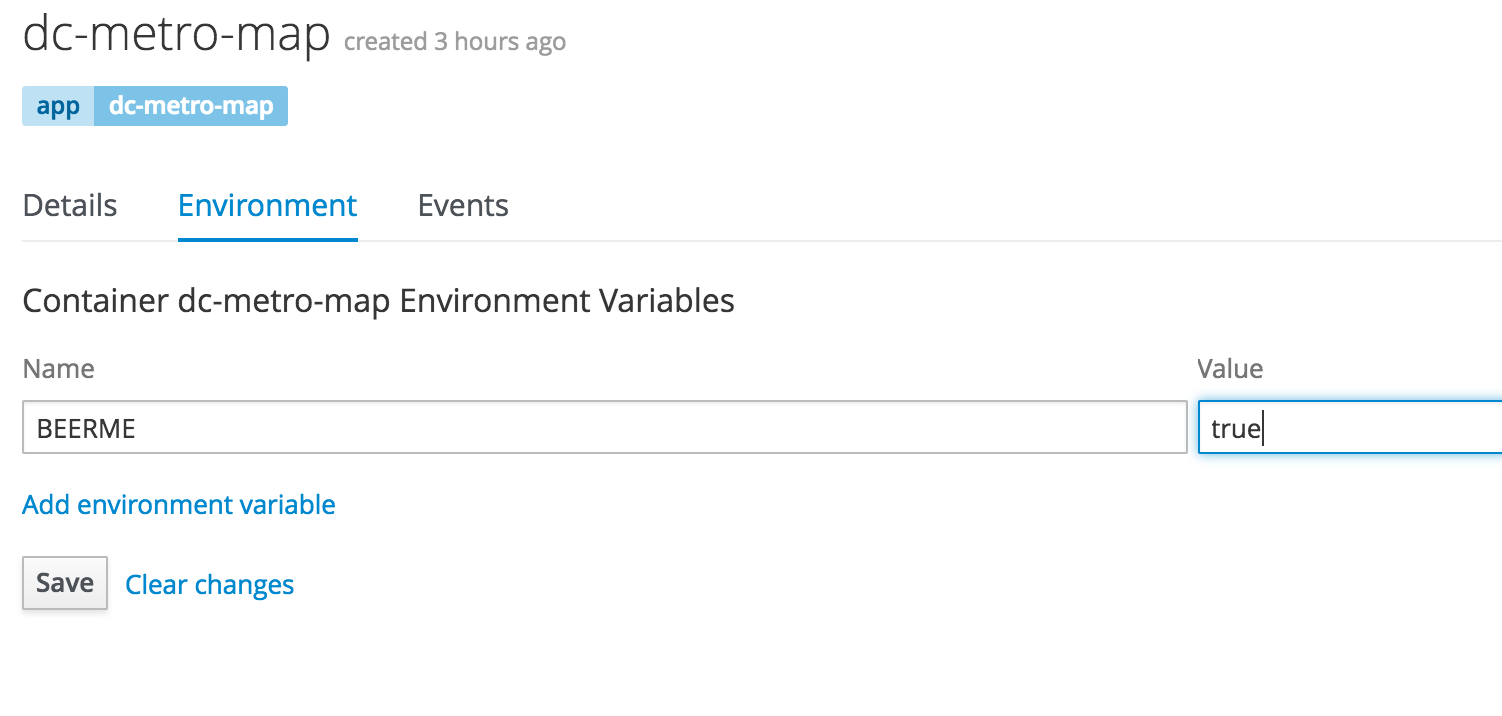 dc-metro-map created 3 hours ago
app dc-metro-map
Details Environment Events
Container dc-metro-map Environment Variables
Name Value
BEERME true
Add environment variable
Save Clear changes